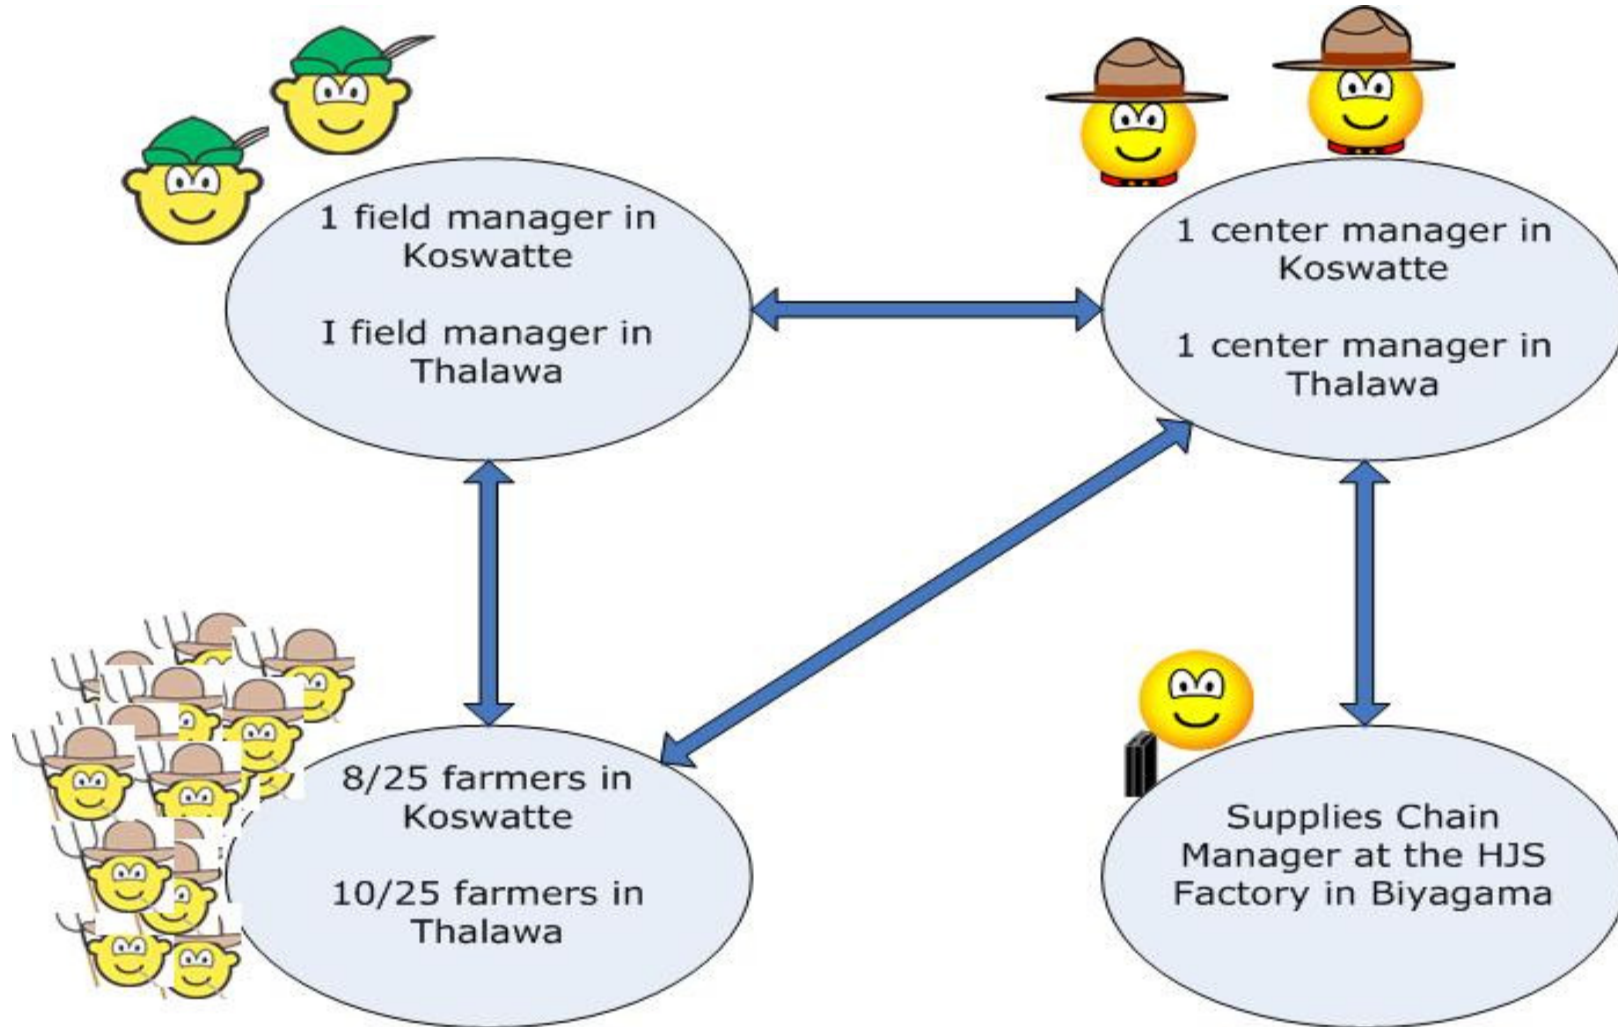 1 field manager in
Koswatte
I field manager in
Thalawa
1 center manager in
Koswatte
1 center manager in
Thalawa
8/25 farmers in
Koswatte
10/25 farmers in
Thalawa
Supplies Chain
Manager at the HJS
Factory in Biyagama